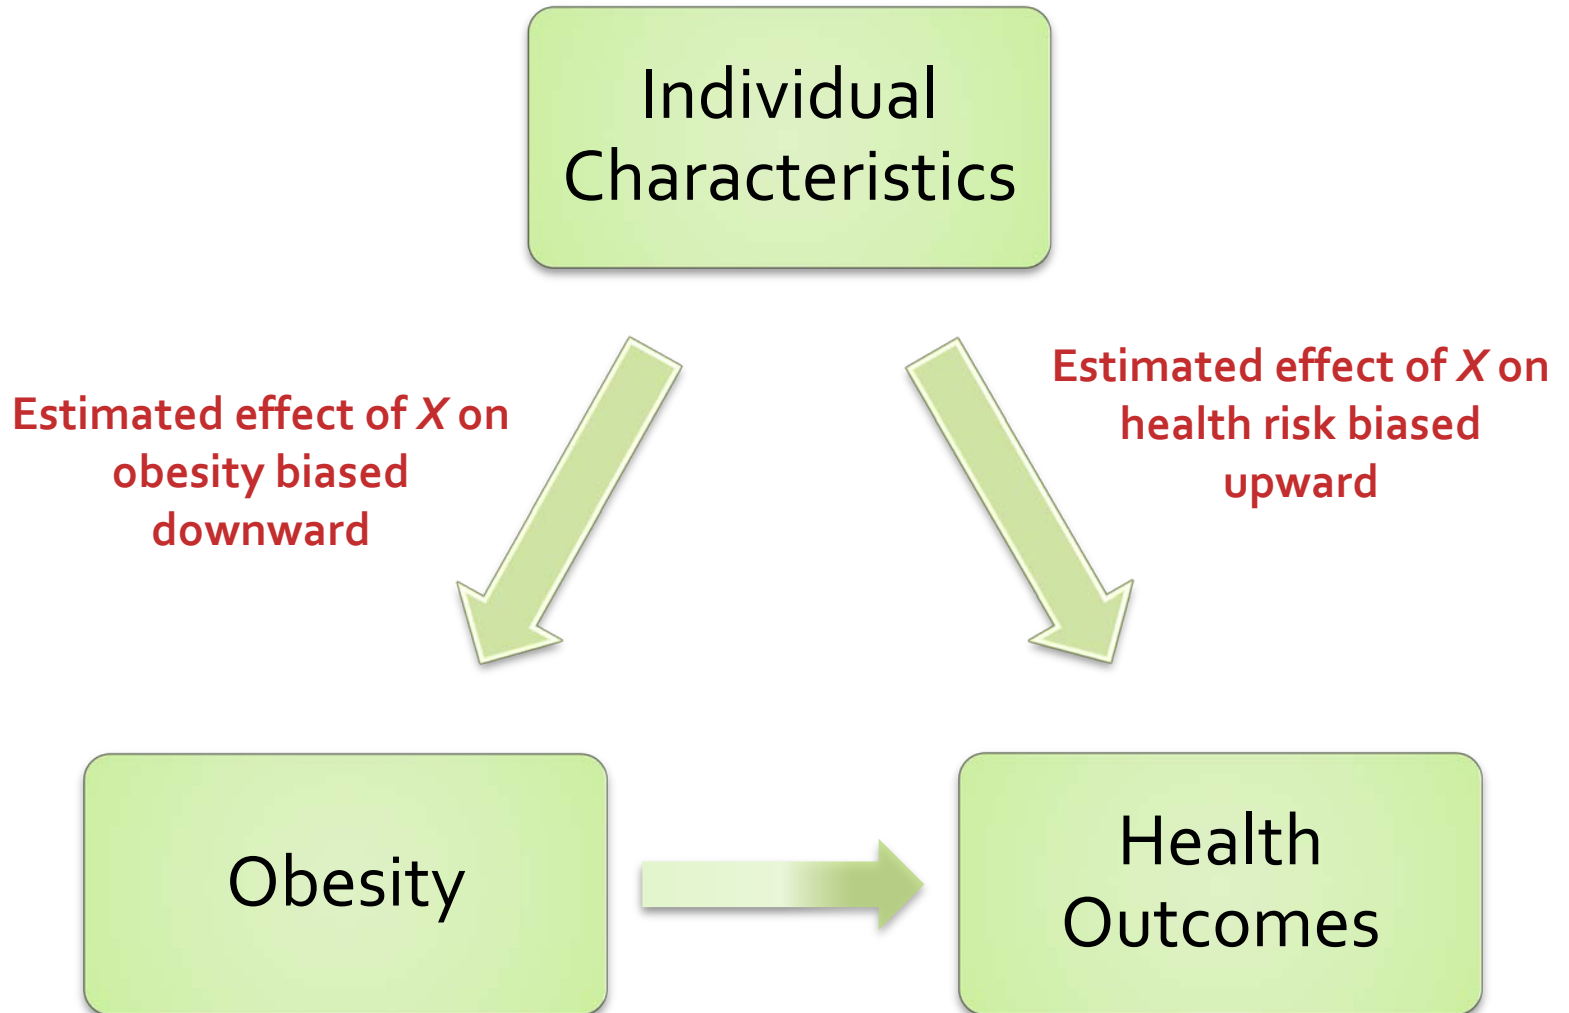 Individual
Characteristics
Estimated effect of X on
obesity biased
downward
Estimated effect of X on
health risk biased
upward
Obesity
Health
Outcomes